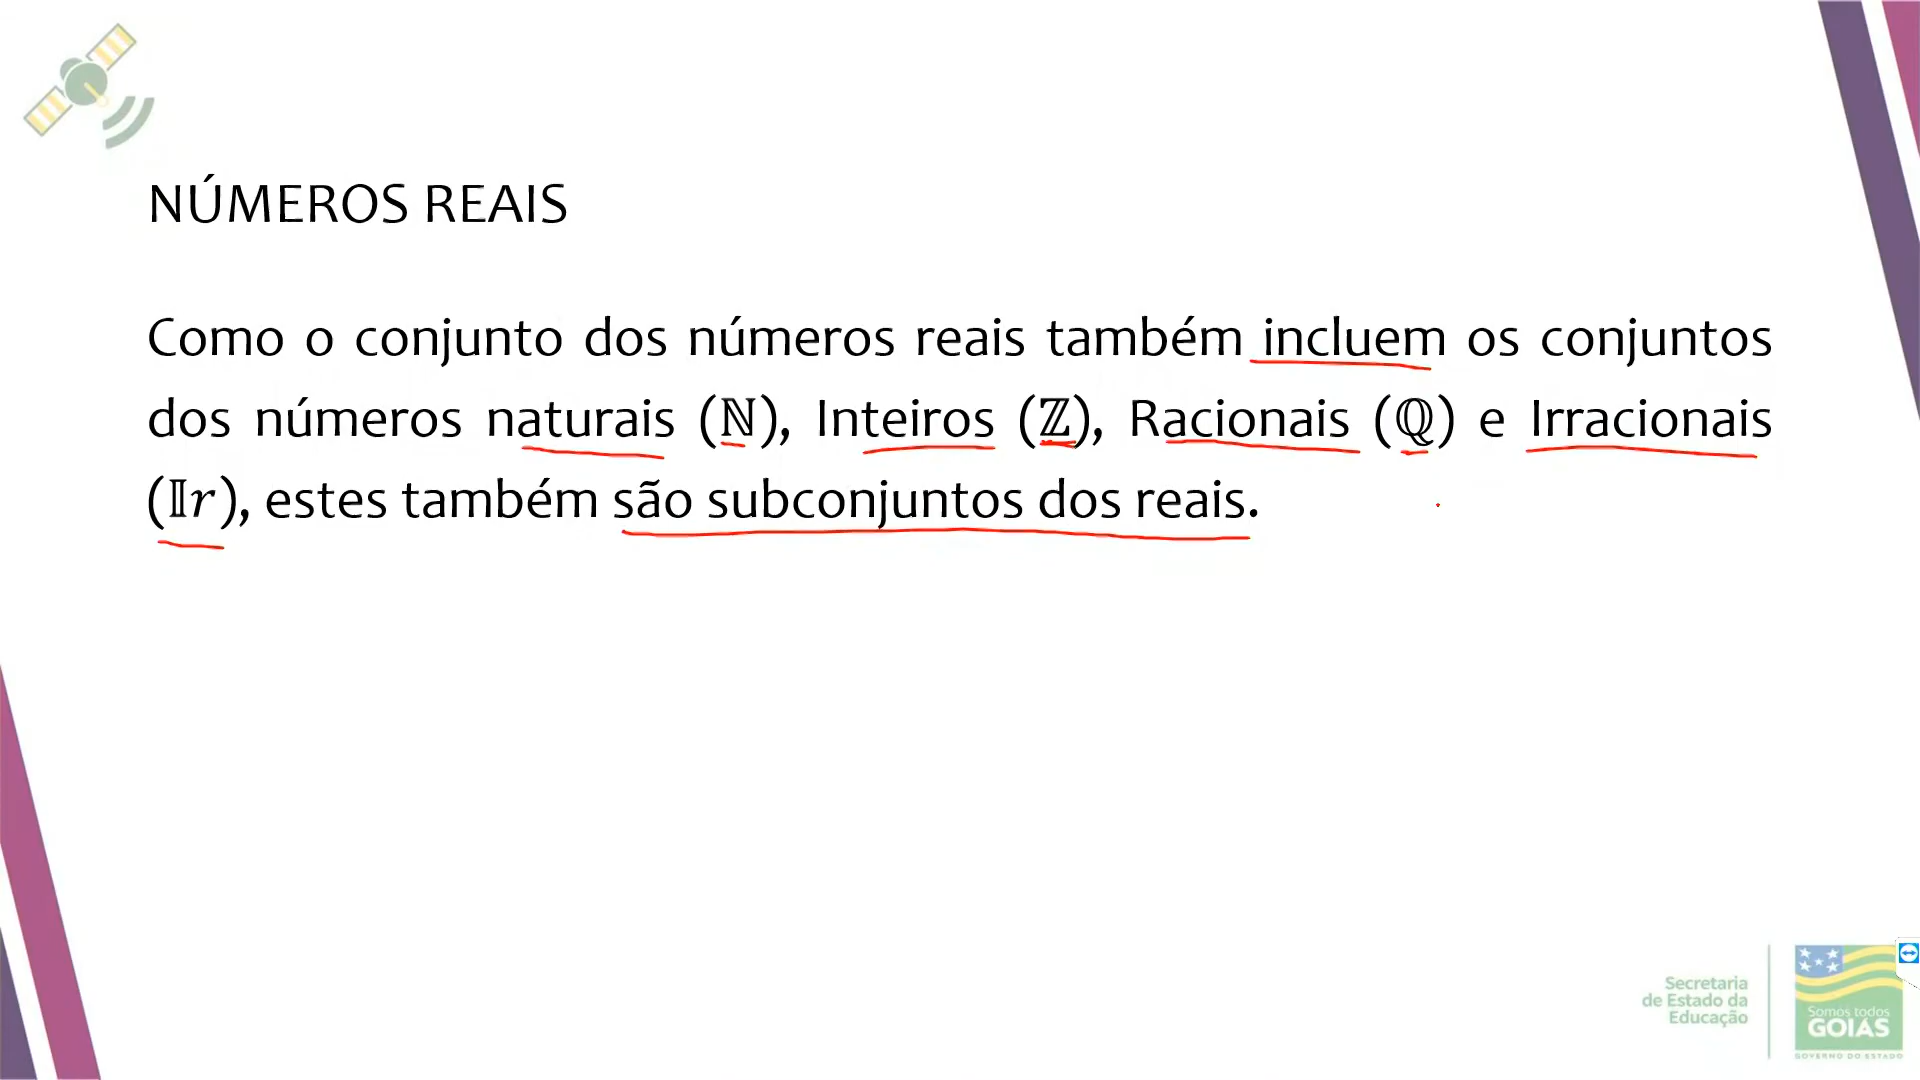 NÚMEROS REAIS
Como o conjunto dos números reais também incluem os conjuntos
dos números naturais (ℕ), Inteiros (ℤ), Racionais (ℚ) e Irracionais
(𝕀r), estes também são subconjuntos dos reais.
Secretaria
de Estado da
Educação
Somos todos
GOIÁS
GOVERNO DO ESTADO